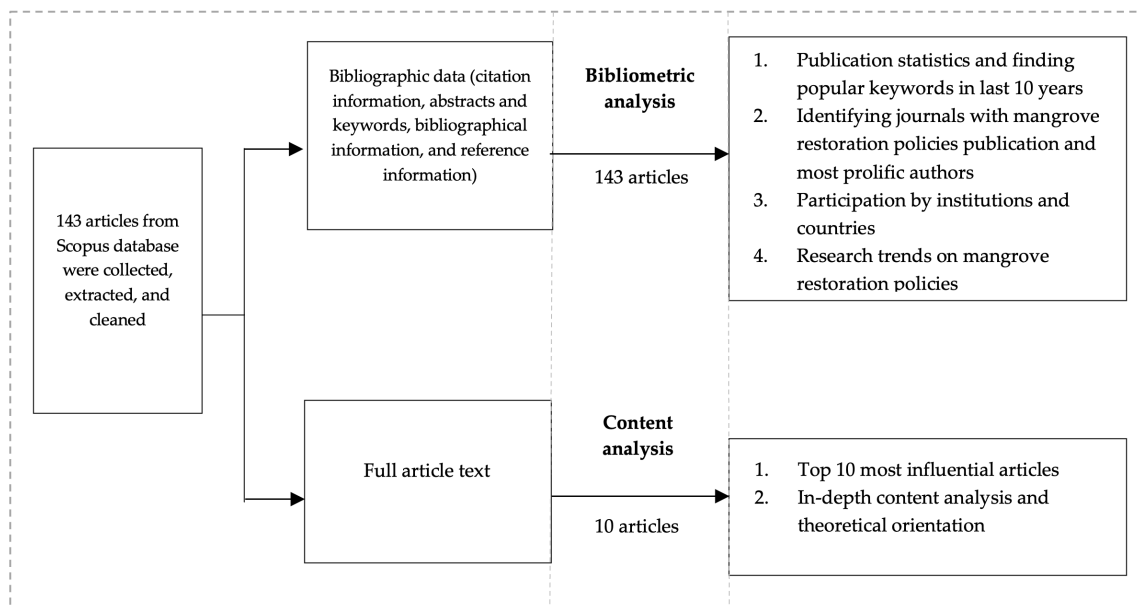 143 articles from
Scopus database
were collected,
extracted, and
cleaned
Bibliographic data (citation
information, abstracts and
keywords, bibliographical
information, and reference
information)
Bibliometric
analysis
143 articles
1. Publication statistics and finding
popular keywords in last 10 years
2. Identifying journals with mangrove
restoration policies publication and
most prolific authors
3. Participation by institutions and
countries
4. Research trends on mangrove
restoration policies
Full article text
Content
analysis
10 articles
1. Top 10 most influential articles
2. In-depth content analysis and
theoretical orientation